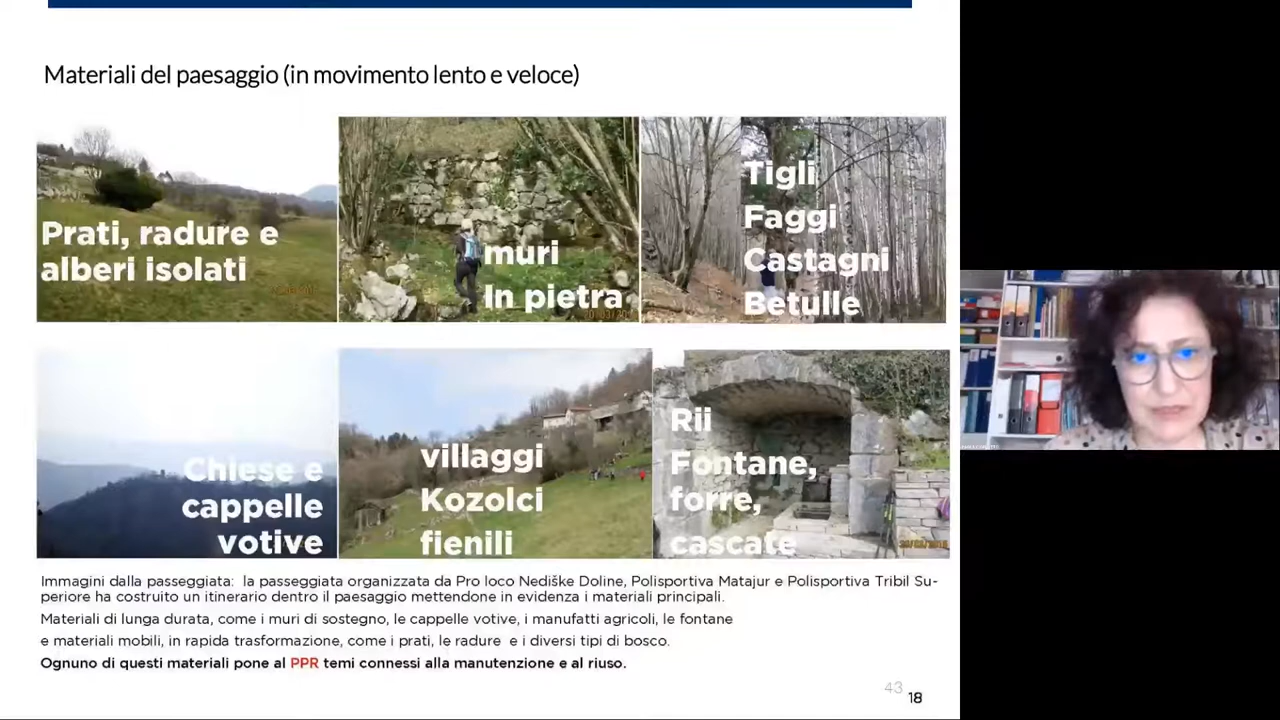 Materiali del paesaggio (in movimento lento e veloce)
Prati, radure e
alberi isolati
muri
In pietra
Tigli
Faggi
Castagni
Betulle
Chiese e
cappelle
votive
villaggi
Kozolci
fienili
Rii
Fontane,
forre,
cascate
Immagini dalla passeggiata: la passeggiata organizzata da Pro loco Nediške Doline, Polisportiva Matajur e Polisportiva Tribil Su-
periore ha costruito un itinerario dentro il paesaggio mettendone in evidenza i materiali principali.
Materiali di lunga durata, come i muri di sostegno, le cappelle votive, i manufatti agricoli, le fontane
e materiali mobili, in rapida trasformazione, come i prati, le radure e i diversi tipi di bosco.
Ognuno di questi materiali pone al PPR temi connessi alla manutenzione e al riuso.
43
18